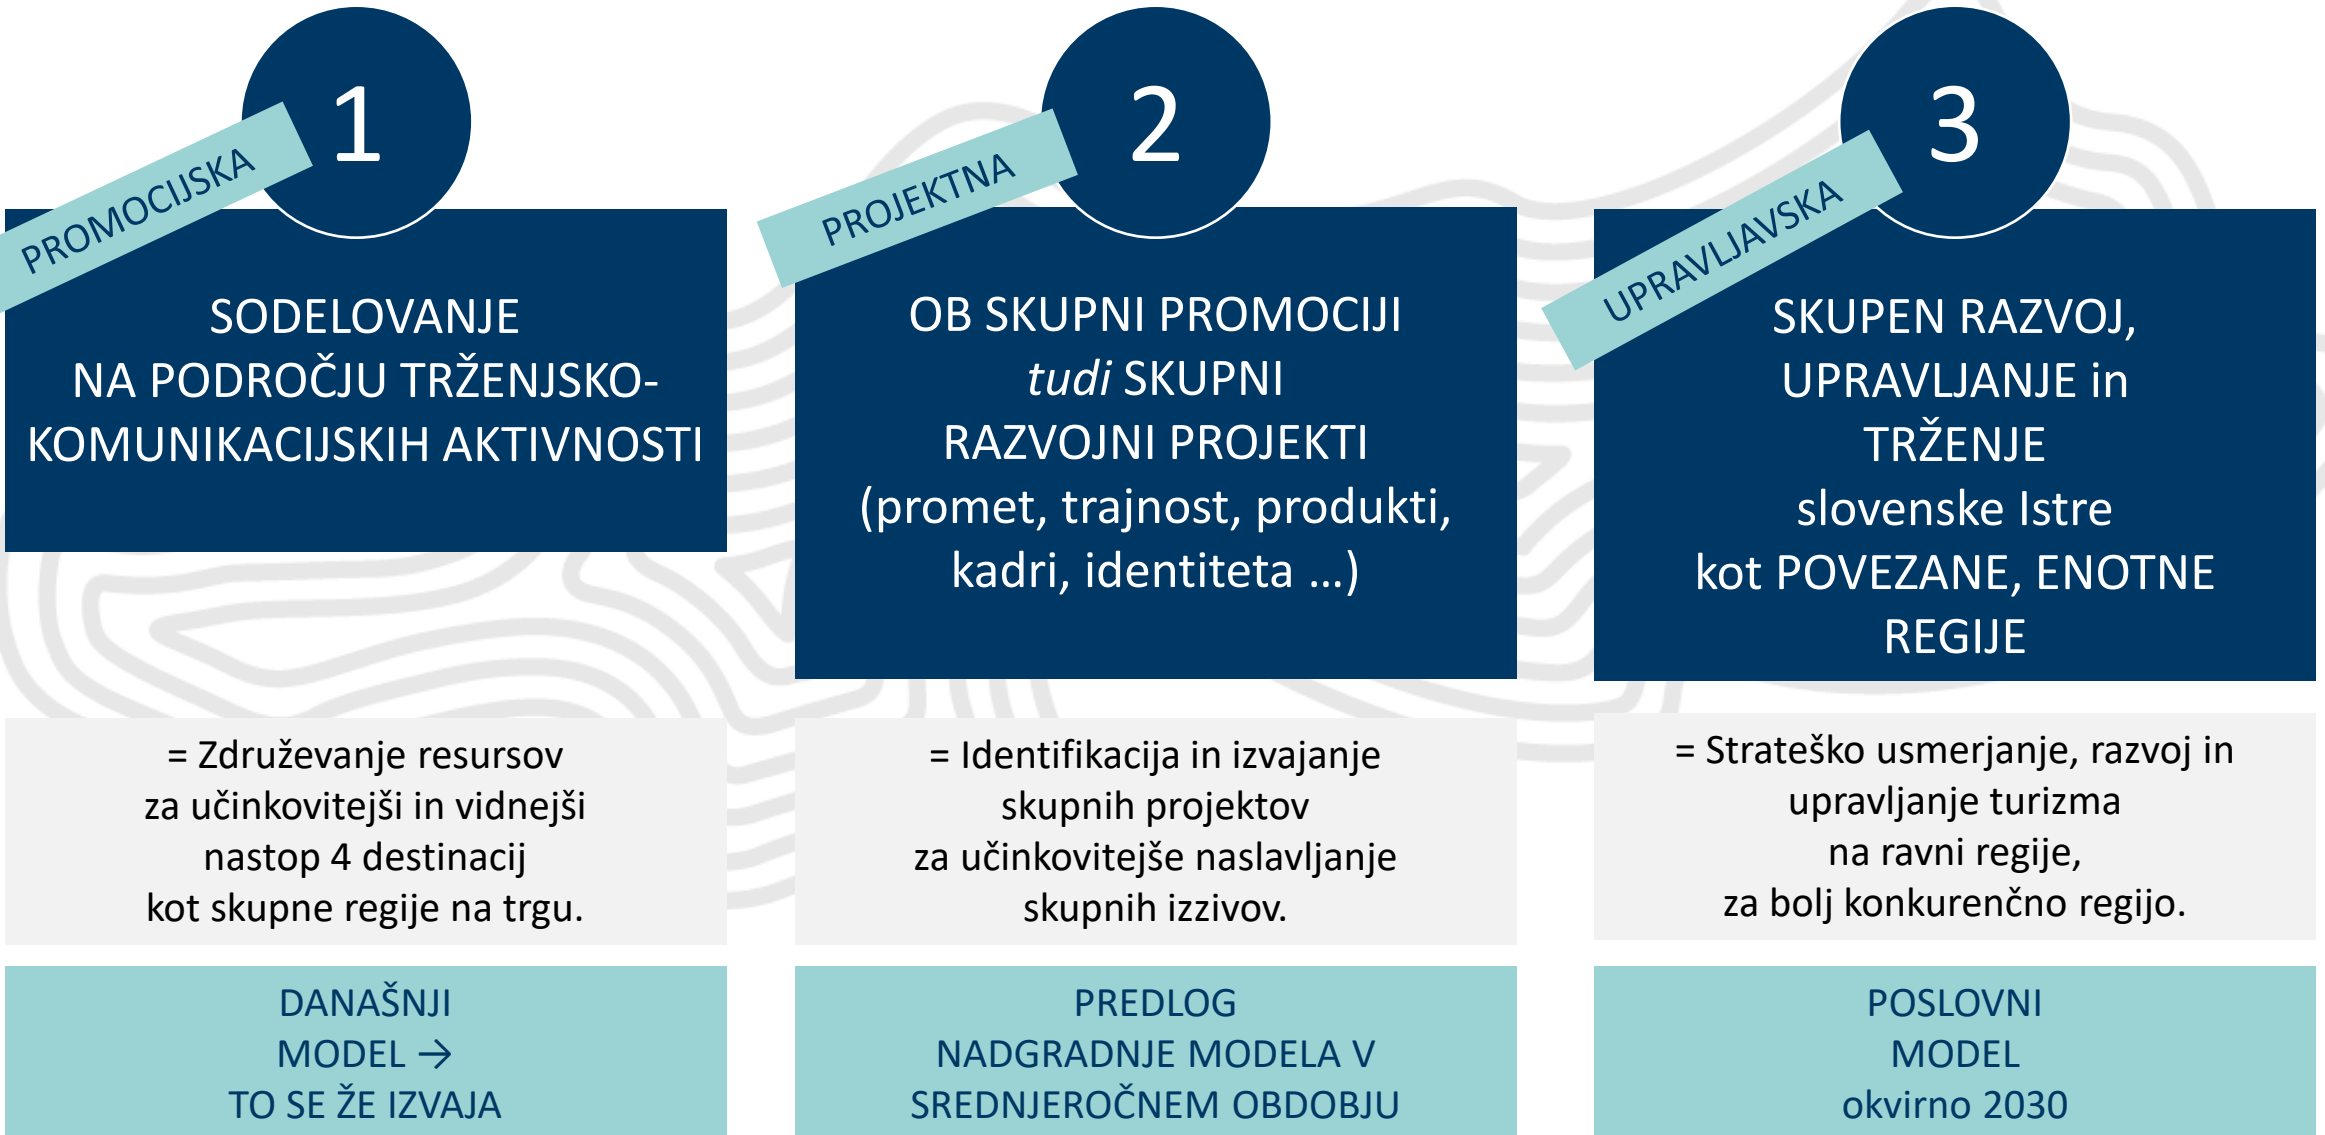 1
PROMOCIJSKA
SODELOVANJE
NA PODROČJU TRŽENJSKO-
KOMUNIKACIJSKIH AKTIVNOSTI
= Združevanje resursov
za učinkovitejši in vidnejši
nastop 4 destinacij
kot skupne regije na trgu.
DANAŠNJI
MODEL →
TO SE ŽE IZVAJA
2
PROJEKTNA
OB SKUPNI PROMOCIJI
tudi SKUPNI
RAZVOJNI PROJEKTI
(promet, trajnost, produkti,
kadri, identiteta ...)
= Identifikacija in izvajanje
skupnih projektov
za učinkovitejše naslavljanje
skupnih izzivov.
PREDLOG
NADGRADNJE MODELA V
SREDNJEROČNEM OBDOBJU
3
UPRAVLJAVSKA
SKUPEN RAZVOJ,
UPRAVLJANJE in
TRŽENJE
slovenske Istre
kot POVEZANE, ENOTNE
REGIJE
= Strateško usmerjanje, razvoj in
upravljanje turizma
na ravni regije,
za bolj konkurenčno regijo.
POSLOVNI
MODEL
okvirno 2030